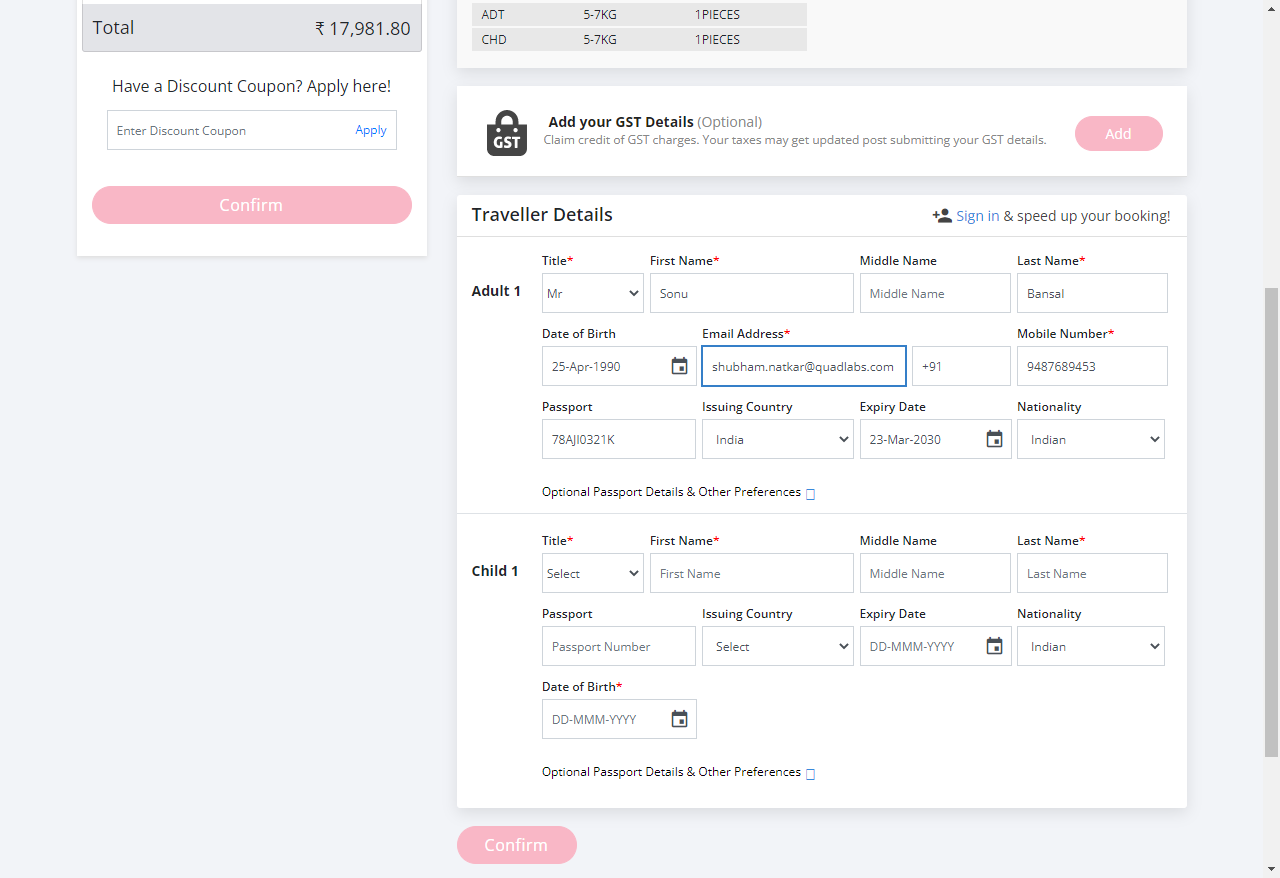 Total ₹ 17,981.80
Have a Discount Coupon? Apply here!
Enter Discount Coupon Apply
Confirm
ADT 5-7KG 1PIECES
CHD 5-7KG 1PIECES
GST
Add your GST Details (Optional)
Claim credit of GST charges. Your taxes may get updated post submitting your GST details.
Add
Traveller Details
Sign in & speed up your booking!
Adult 1
Title* First Name* Middle Name Last Name*
Mr Sonu Middle Name Bansal
Date of Birth Email Address* Mobile Number*
25-Apr-1990 shubham.natkar@quadlabs.com +91 9487689453
Passport Issuing Country Expiry Date Nationality
78AJI0321K India 23-Mar-2030 Indian
Optional Passport Details & Other Preferences
Child 1
Title* First Name* Middle Name Last Name*
Select First Name Middle Name Last Name
Passport Issuing Country Expiry Date Nationality
Passport Number Select DD-MMM-YYYY Indian
Date of Birth*
DD-MMM-YYYY
Optional Passport Details & Other Preferences
Confirm